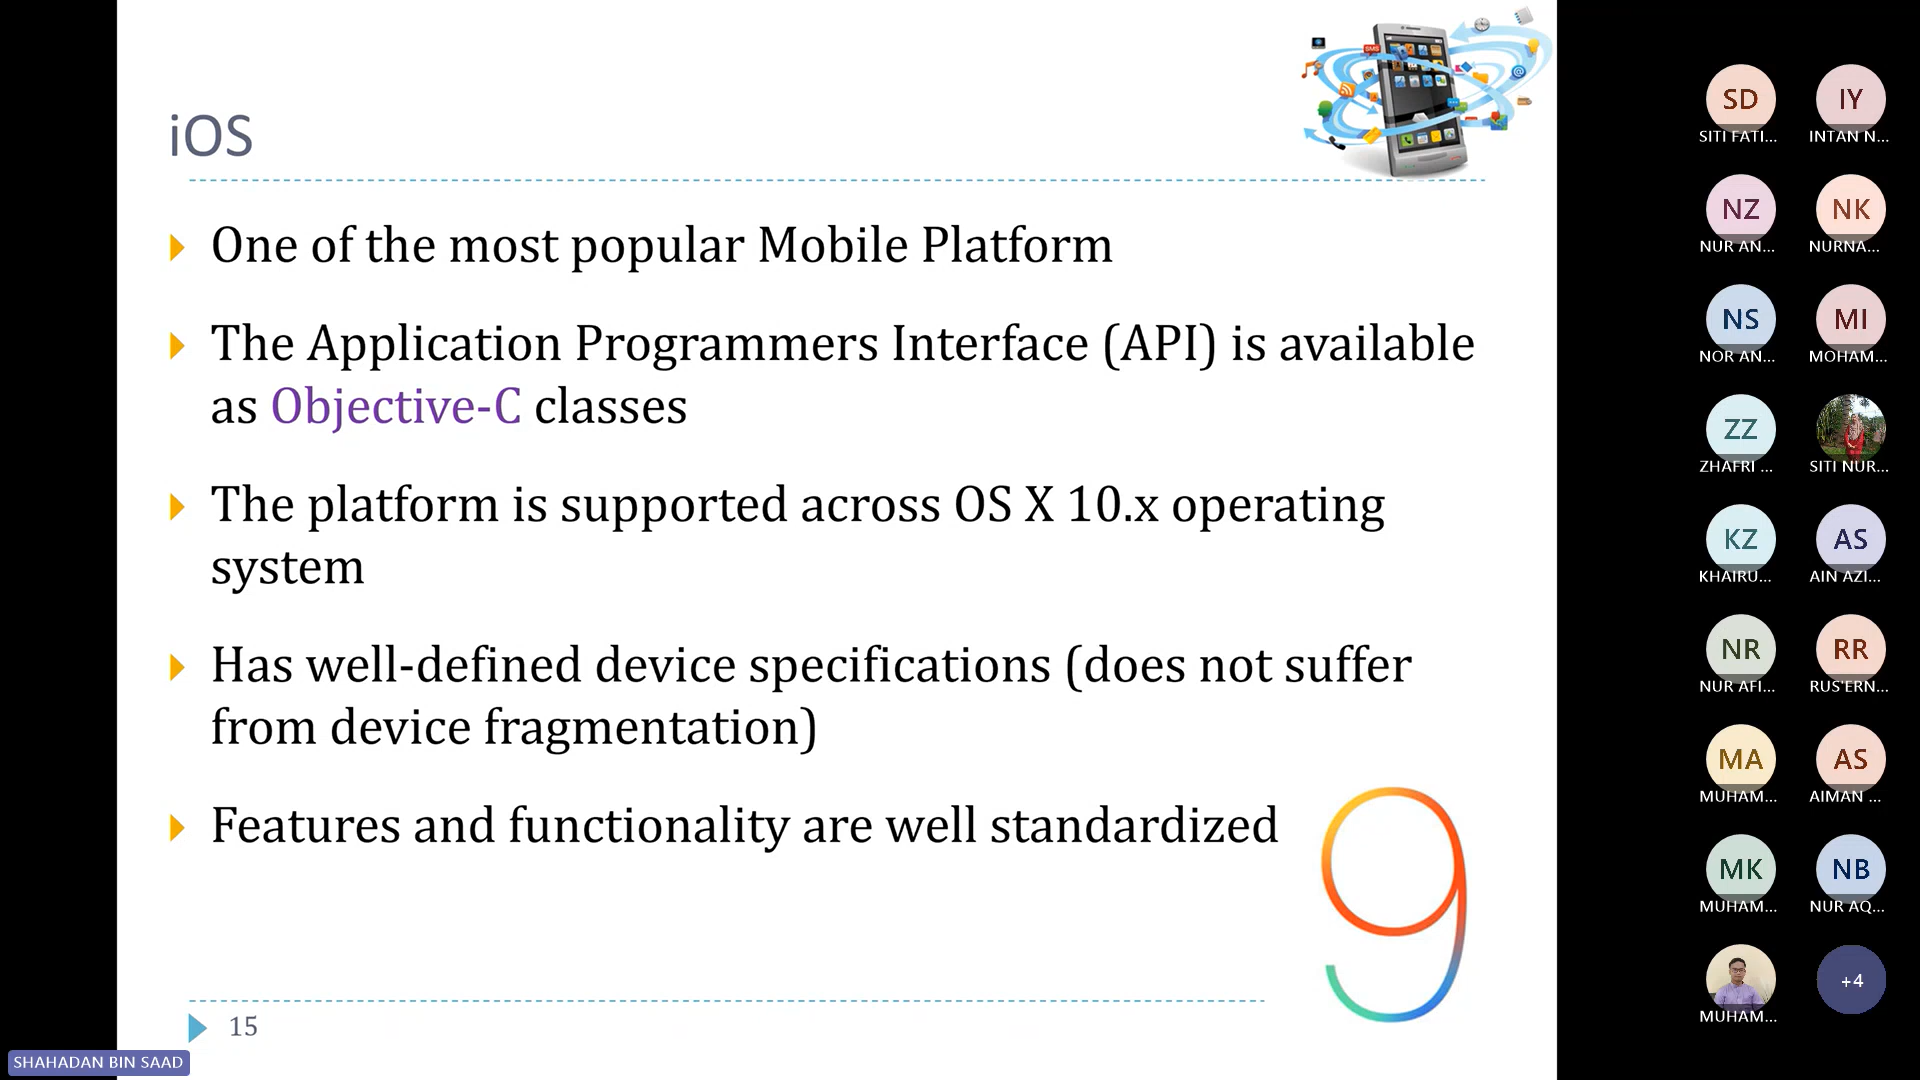 iOS
One of the most popular Mobile Platform
The Application Programmers Interface (API) is available
as Objective-C classes
The platform is supported across OS X 10.x operating
system
Has well-defined device specifications (does not suffer
from device fragmentation)
Features and functionality are well standardized
9
15
SHAHADAN BIN SAAD
SD
IY
SITI FATI...
INTAN N...
NZ
NK
NUR AN...
NURNA...
NS
MI
NOR AN...
MOHAM...
ZZ
ZHAFRI ...
SITI NUR...
KZ
AS
KHAIRU...
AIN AZI...
NR
RR
NUR AFI...
RUS'ERN...
MA
AS
MUHAM...
AIMAN ...
MK
NB
MUHAM...
NUR AQ...
+4
MUHAM...
SMS